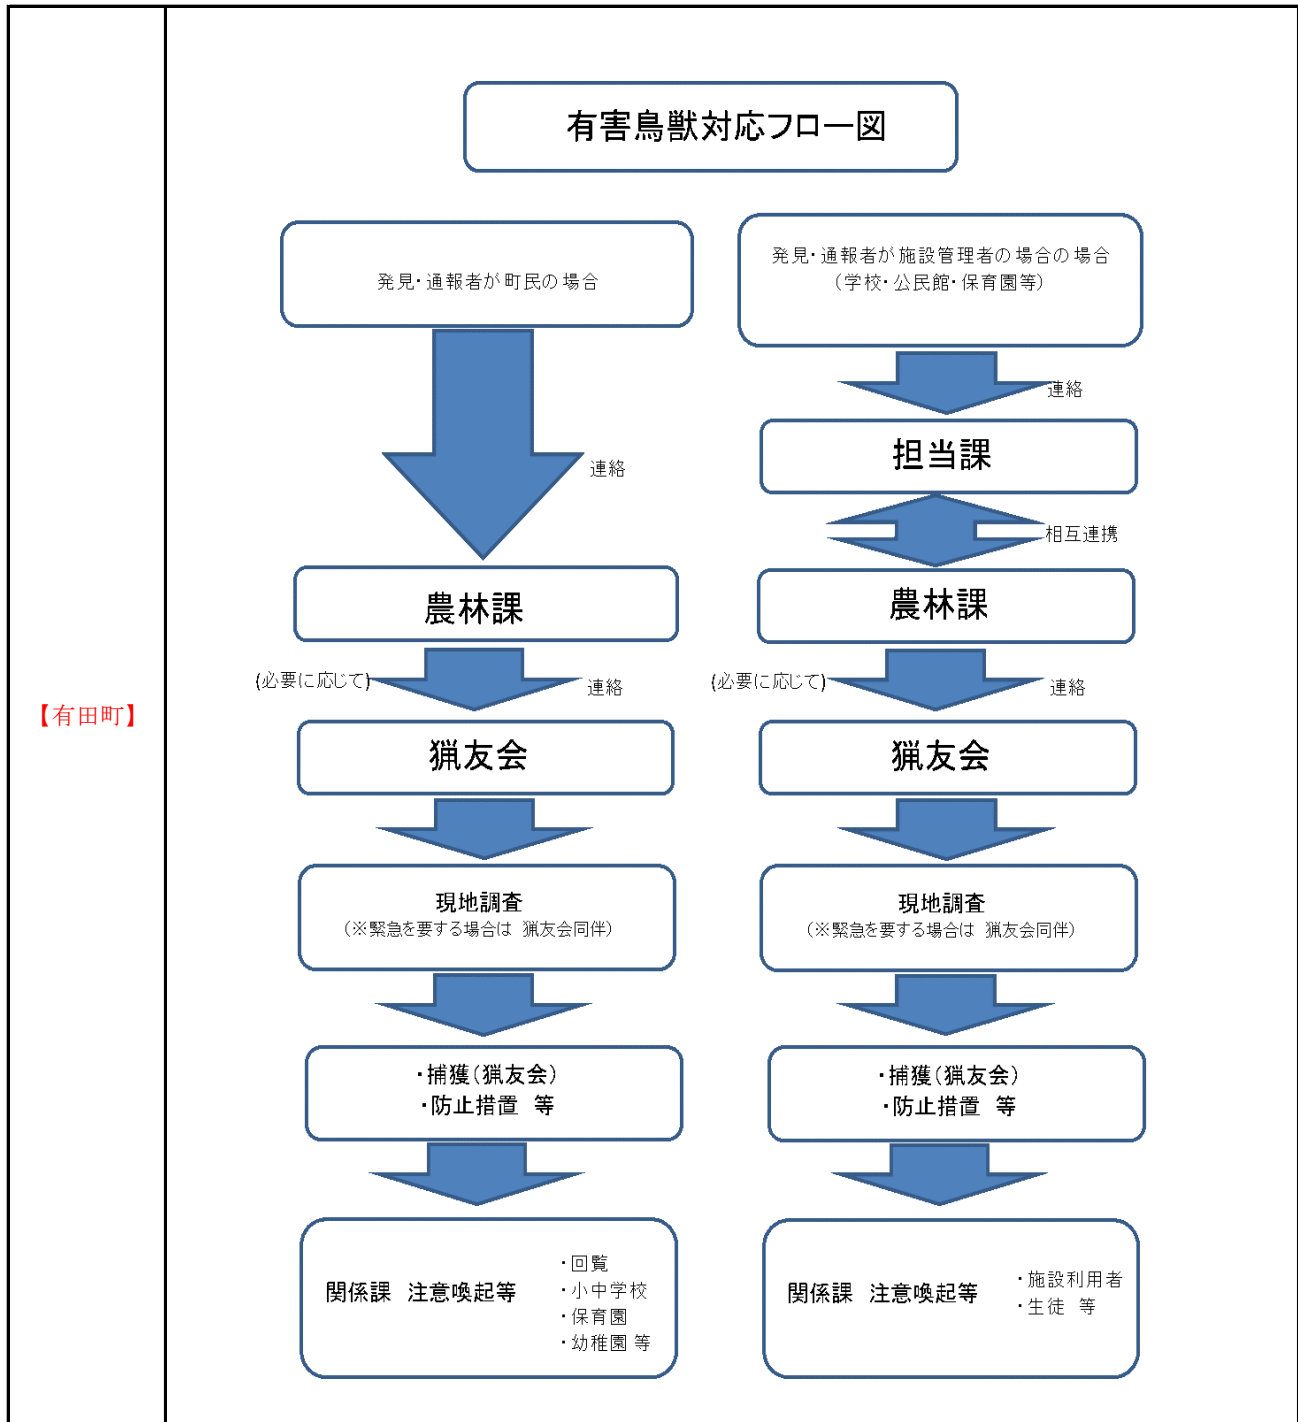 【有田町】
有害鳥獣対応フロー図
発見・通報者が町民の場合
連絡
農林課
(必要に応じて)
連絡
猟友会
現地調査
(※緊急を要する場合は 猟友会同伴)
・捕獲(猟友会)
・防止措置 等
関係課 注意喚起等
・回覧
・小中学校
・保育園
・幼稚園 等
発見・通報者が施設管理者の場合の場合
(学校・公民館・保育園等)
連絡
担当課
相互連携
農林課
(必要に応じて)
連絡
猟友会
現地調査
(※緊急を要する場合は 猟友会同伴)
・捕獲(猟友会)
・防止措置 等
関係課 注意喚起等
・施設利用者
・生徒 等